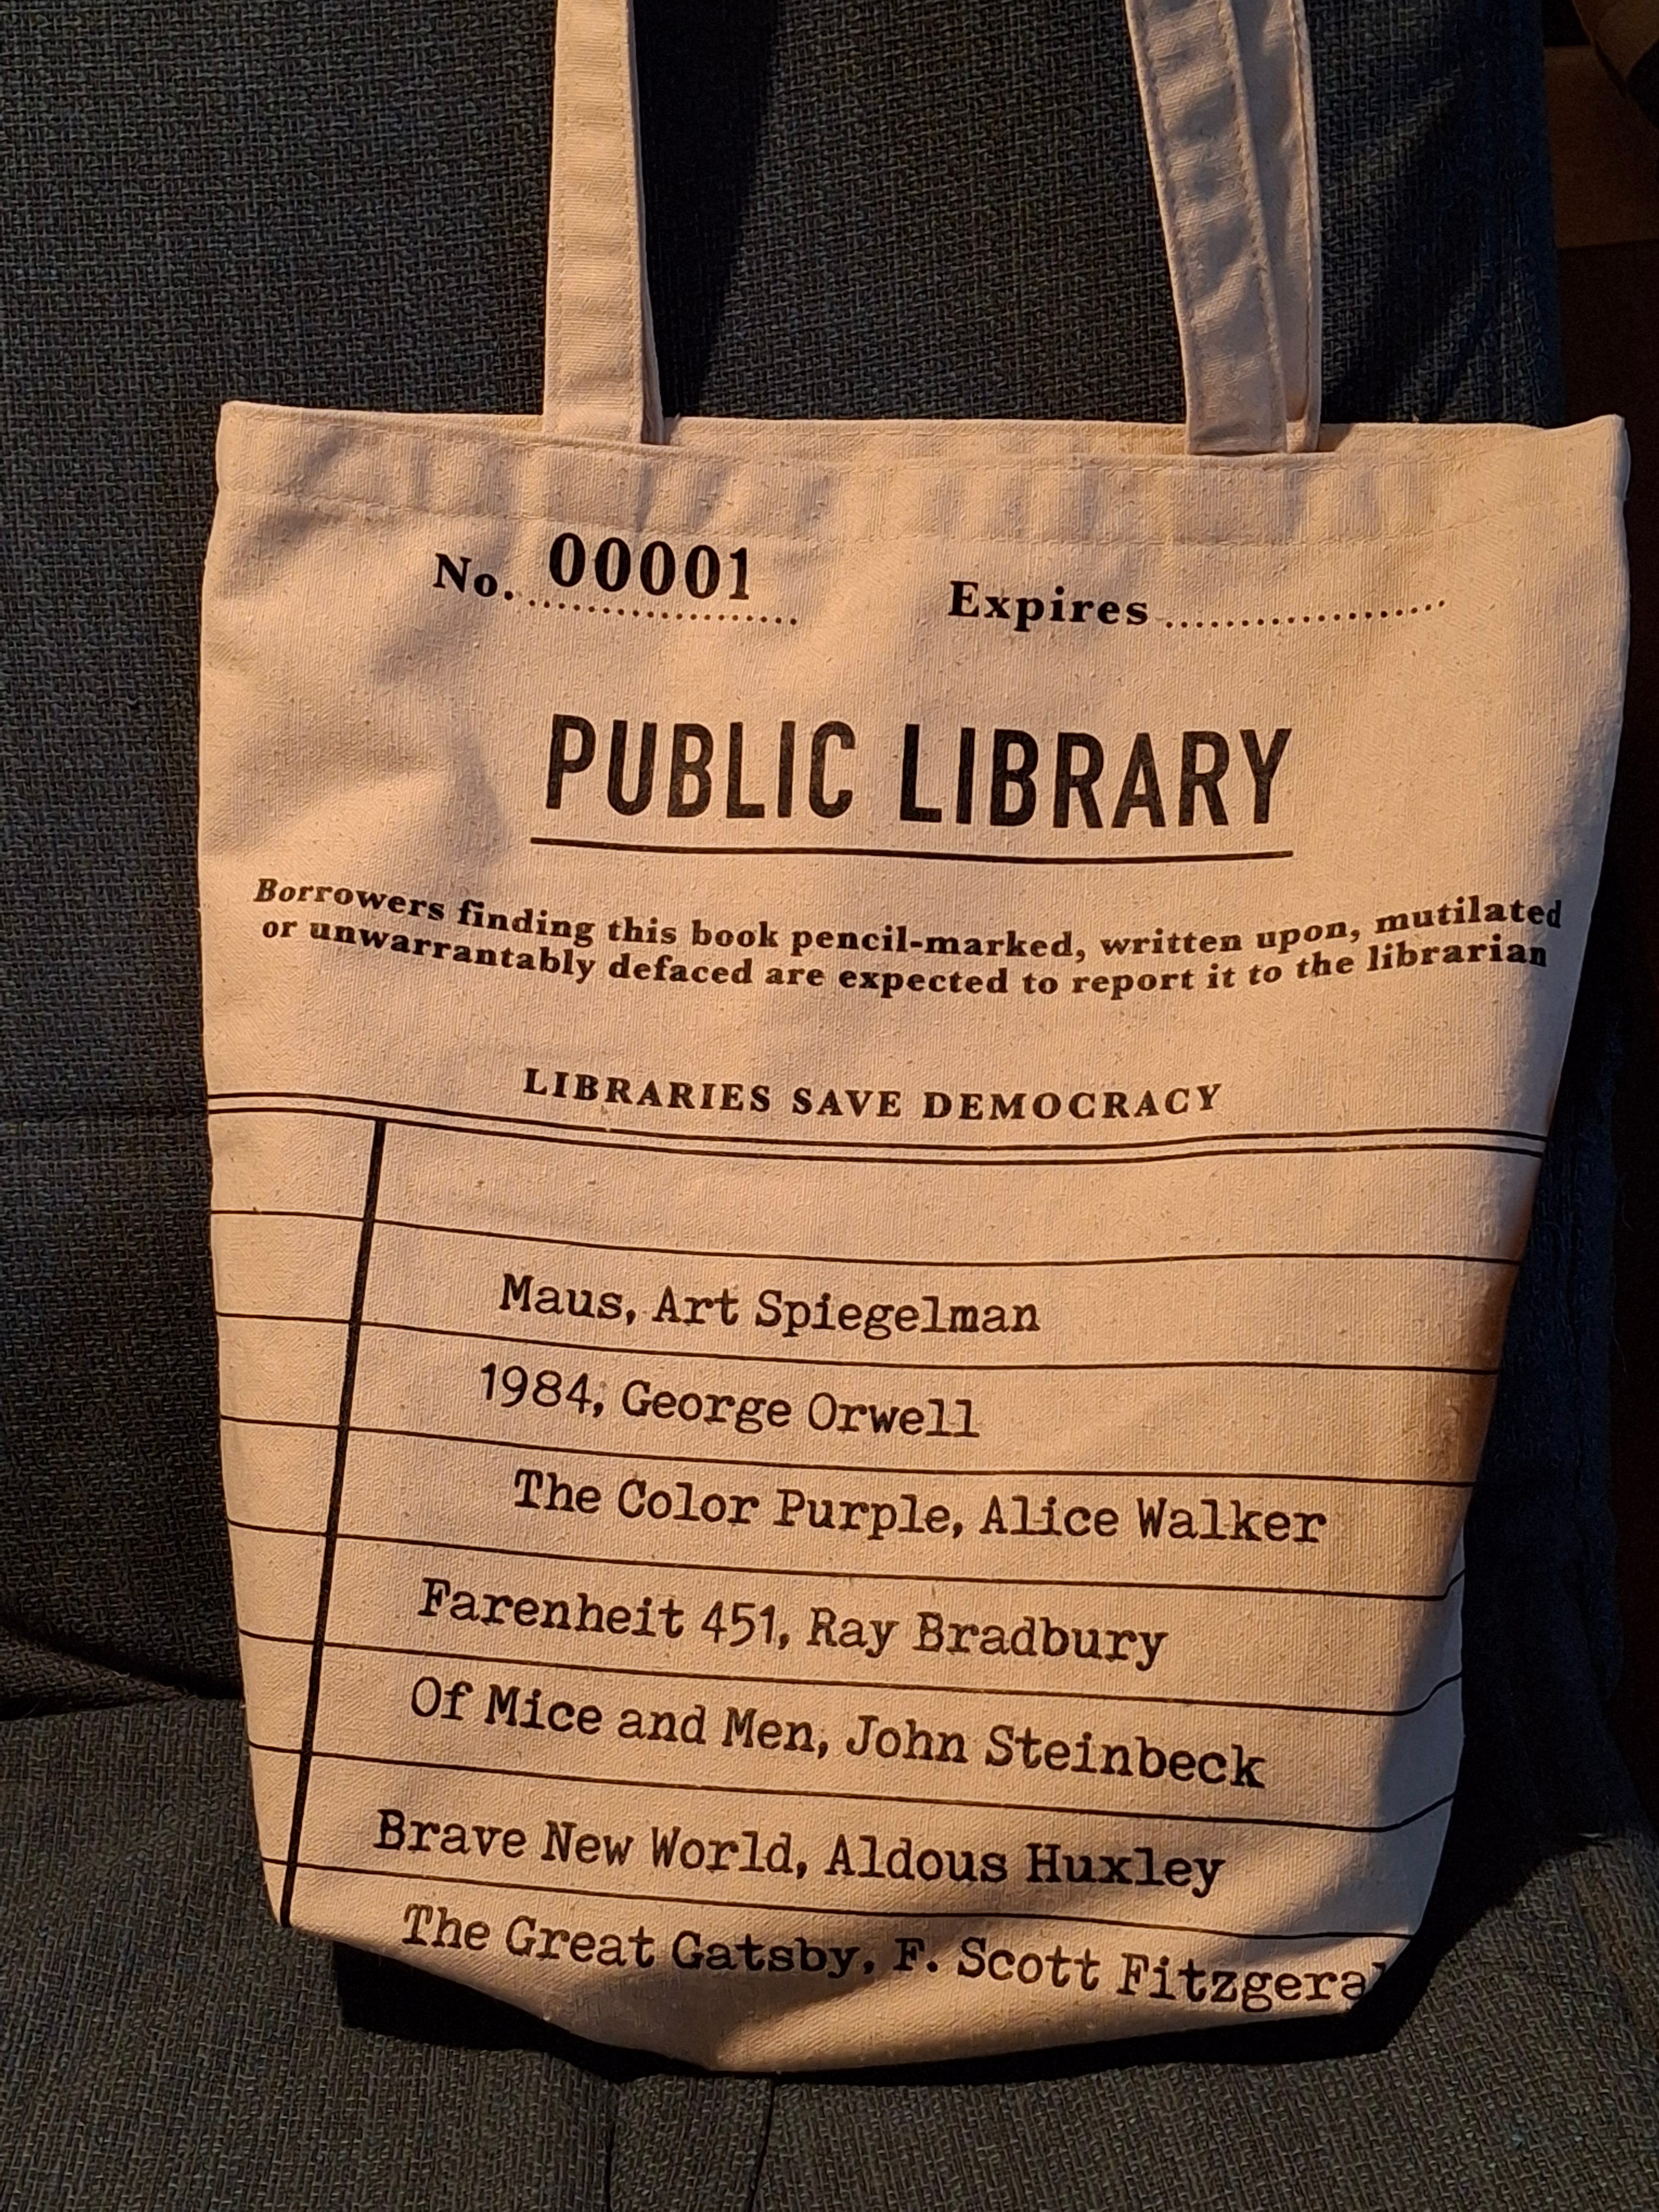 No. 00001 Expires
PUBLIC LIBRARY
Borrowers finding this book pencil-marked, written upon, mutilated
or unwarrantably defaced are expected to report it to the librarian
LIBRARIES SAVE DEMOCRACY
Maus, Art Spiegelman
1984, George Orwell
The Color Purple, Alice Walker
Farenheit 451, Ray Bradbury
Of Mice and Men, John Steinbeck
Brave New World, Aldous Huxley
The Great Gatsby, F. Scott